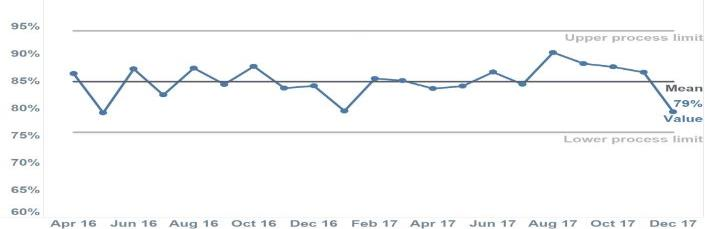 95%
Upper process limit
90%
85%
Mean
80%
79%
Value
75%
Lower process limit
70%
65%
60%
Apr 16 Jun 16 Aug 16 Oct 16 Dec 16 Feb 17 Apr 17 Jun 17 Aug 17 Oct 17 Dec 17